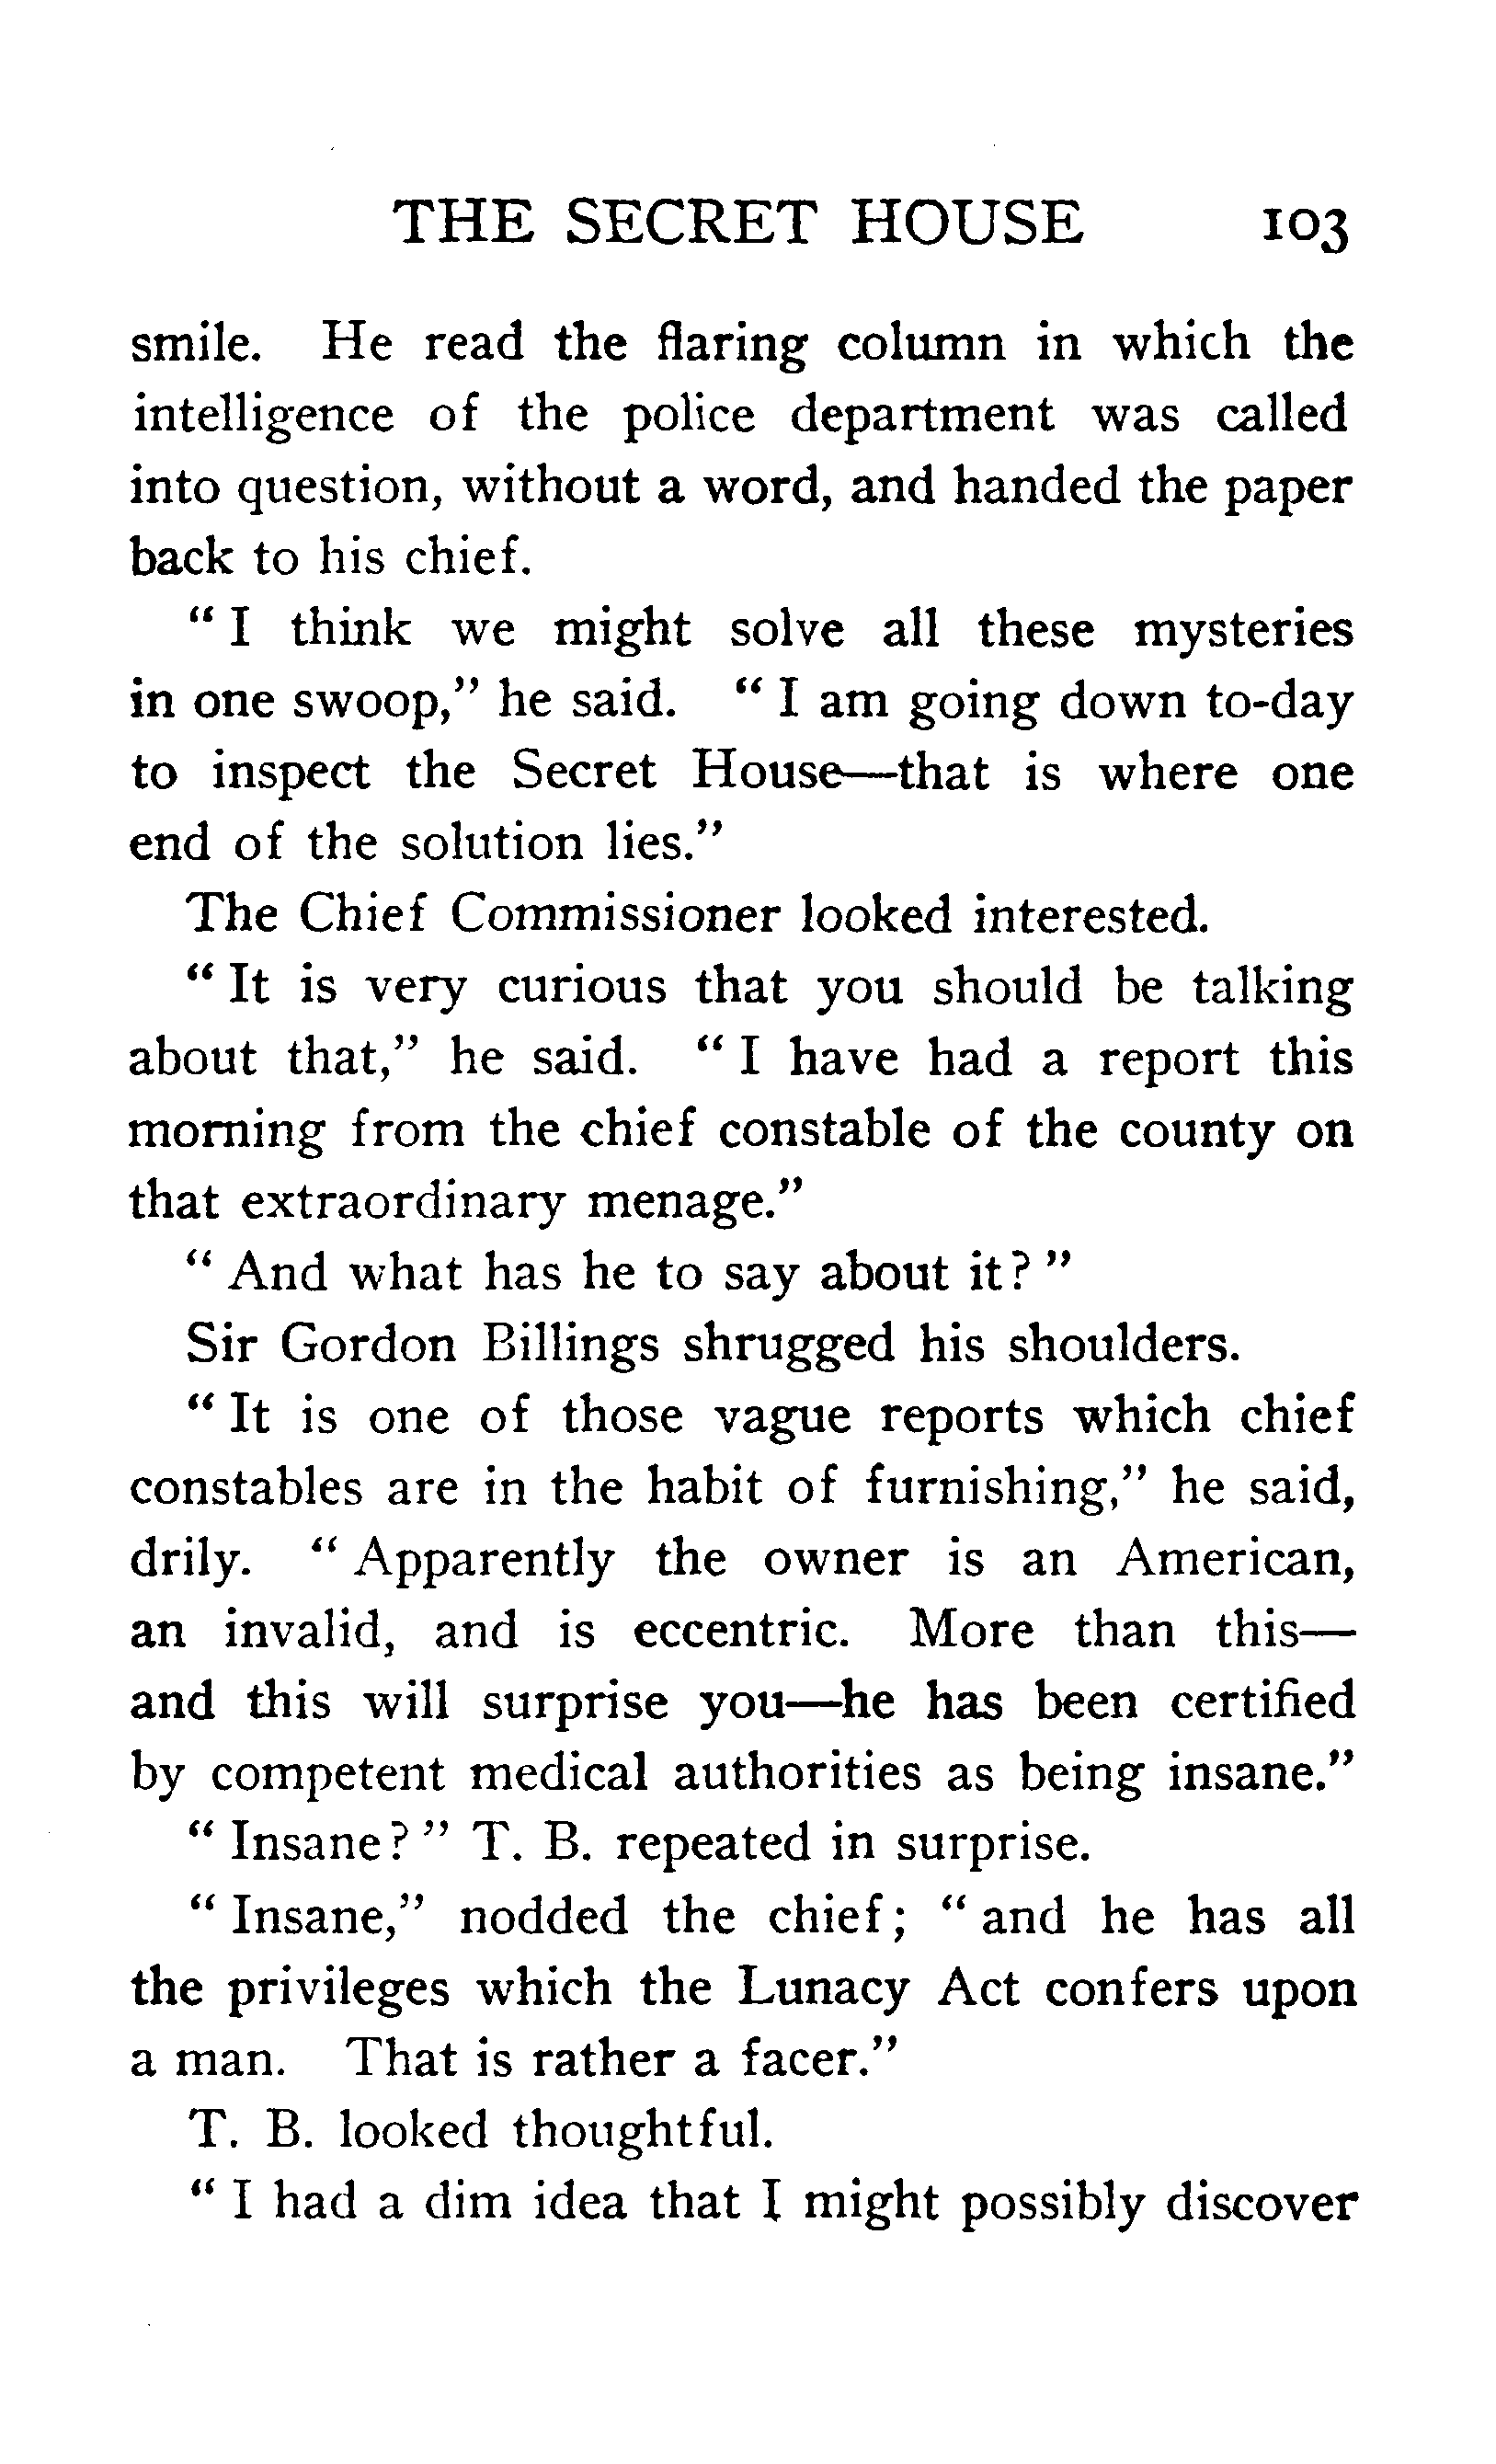 THE SECRET HOUSE 103
smile. He read the flaring column in which the
intelligence of the police department was called
into question, without a word, and handed the paper
back to his chief.
" I think we might solve all these mysteries
in one swoop," he said. " I am going down to-day
to inspect the Secret House—that is where one
end of the solution lies."
The Chief Commissioner looked interested.
" It is very curious that you should be talking
about that," he said. " I have had a report this
morning from the chief constable of the county on
that extraordinary menage."
" And what has he to say about it? "
Sir Gordon Billings shrugged his shoulders.
" It is one of those vague reports which chief
constables are in the habit of furnishing," he said,
drily. " Apparently the owner is an American,
an invalid, and is eccentric. More than this—
and this will surprise you—he has been certified
by competent medical authorities as being insane."
" Insane? " T. B. repeated in surprise.
" Insane," nodded the chief; " and he has all
the privileges which the Lunacy Act confers upon
a man. That is rather a facer."
T. B. looked thoughtful.
" I had a dim idea that I might possibly discover